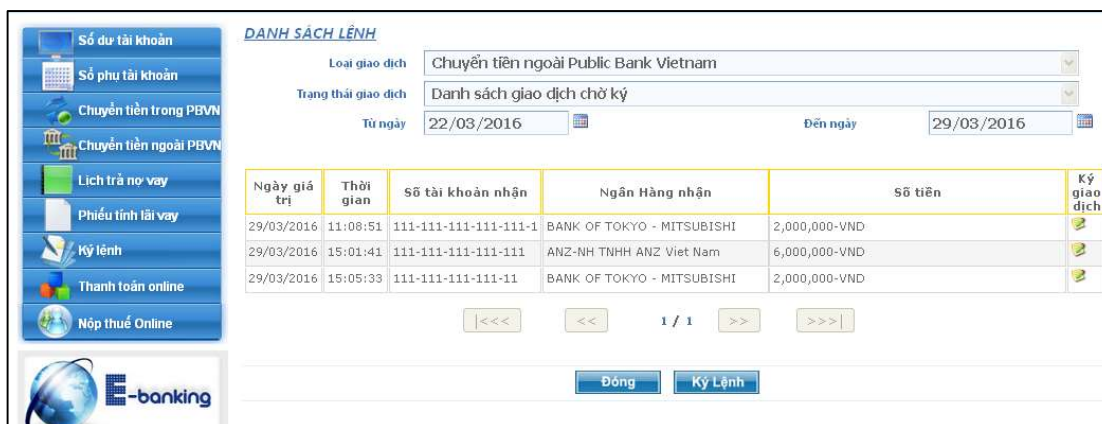 Số dư tài khoản
Sổ phụ tài khoản
Chuyển tiền trong PBVN
Chuyển tiền ngoài PBVN
Lịch trả nợ vay
Phiếu tính lãi vay
Ký lệnh
Thanh toán online
Nộp thuế Online
E-banking
DANH SÁCH LỆNH
Loại giao dịch Chuyển tiền ngoài Public Bank Vietnam
Trạng thái giao dịch Danh sách giao dịch chờ ký
Từ ngày 22/03/2016 Đến ngày 29/03/2016
Ngày giá trị Thời gian Số tài khoản nhận Ngân Hàng nhận Số tiền Ký giao dịch
29/03/2016 11:08:51 111-111-111-111-111-1 BANK OF TOKYO - MITSUBISHI 2,000,000-VND
29/03/2016 15:01:41 111-111-111-111-111 ANZ-NH TNHH ANZ Viet Nam 6,000,000-VND
29/03/2016 15:05:33 111-111-111-111-11 BANK OF TOKYO - MITSUBISHI 2,000,000-VND
|<<< << 1 / 1 >> >>>|
Đóng Ký Lệnh